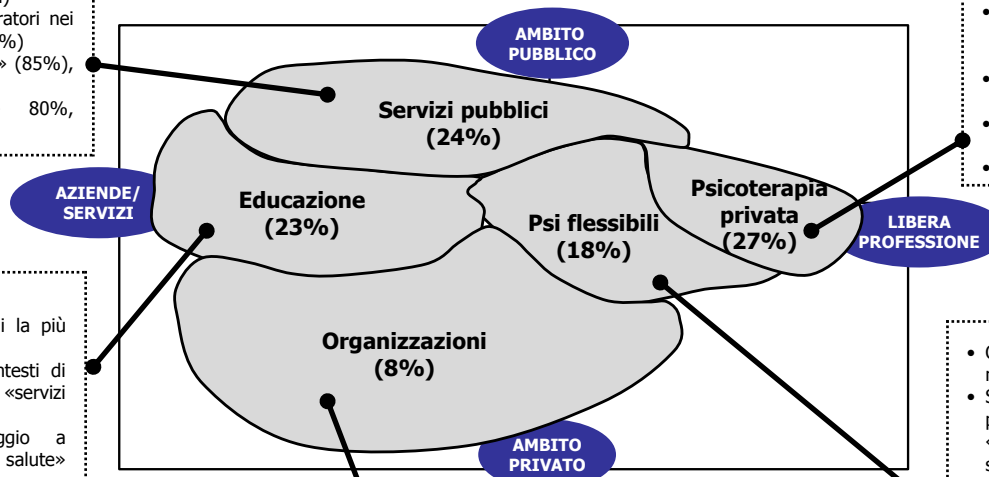 ratori nei
%)
» (85%),
80%,
AMBITO
PUBBLICO
Servizi pubblici
(24%)
AZIENDE/
SERVIZI
Educazione
(23%)
Psi flessibili
(18%)
Psicoterapia
privata
(27%)
LIBERA
PROFESSIONE
i la più
ntesti di
«servizi
ggio a
salute»
Organizzazioni
(8%)
AMBITO
PRIVATO